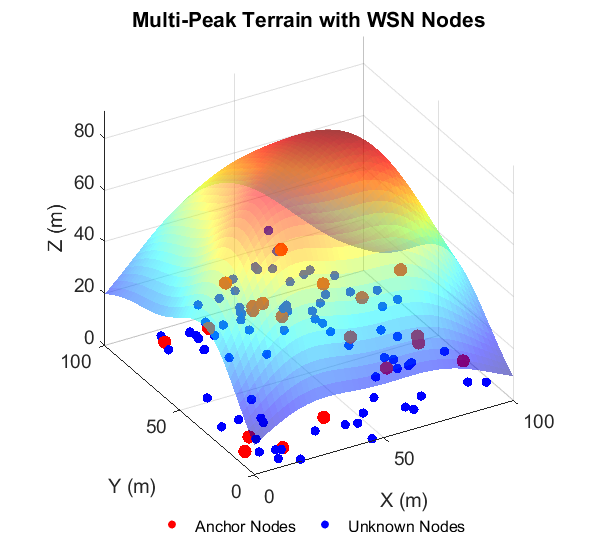 Multi-Peak Terrain with WSN Nodes
80
60
40
20
0
Z (m)
100
50
0
Y (m)
0
50
100
X (m)
Anchor Nodes
Unknown Nodes